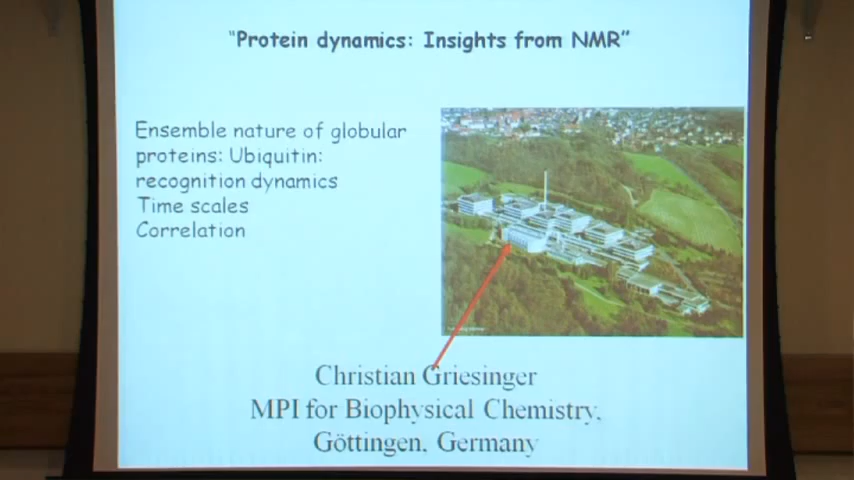 “Protein dynamics: Insights from NMR”
Ensemble nature of globular
proteins: Ubiquitin:
recognition dynamics
Time scales
Correlation
Christian Griesinger
MPI for Biophysical Chemistry,
Göttingen, Germany